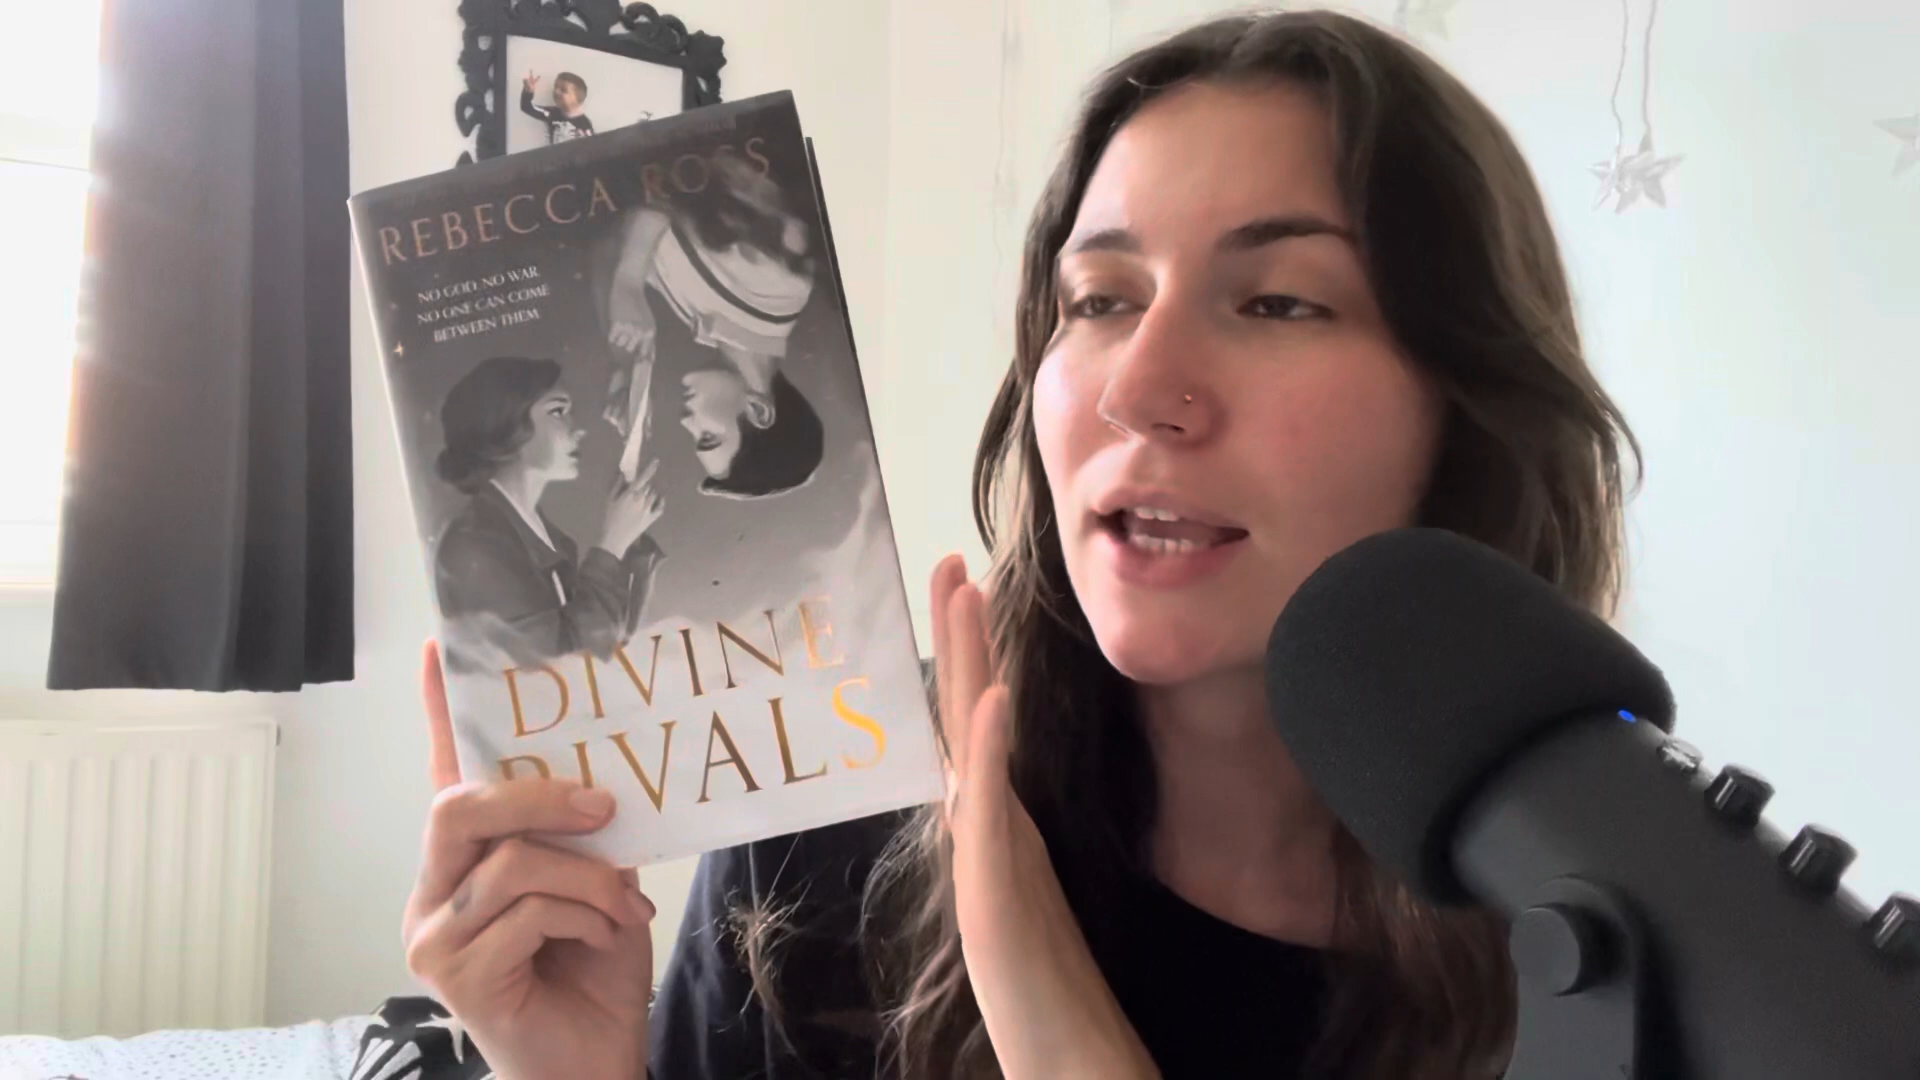 REBECCA ROSS
NO GOD. NO WAR
NO ONE CAN COME
BETWEEN THEM
DIVINE
RIVALS